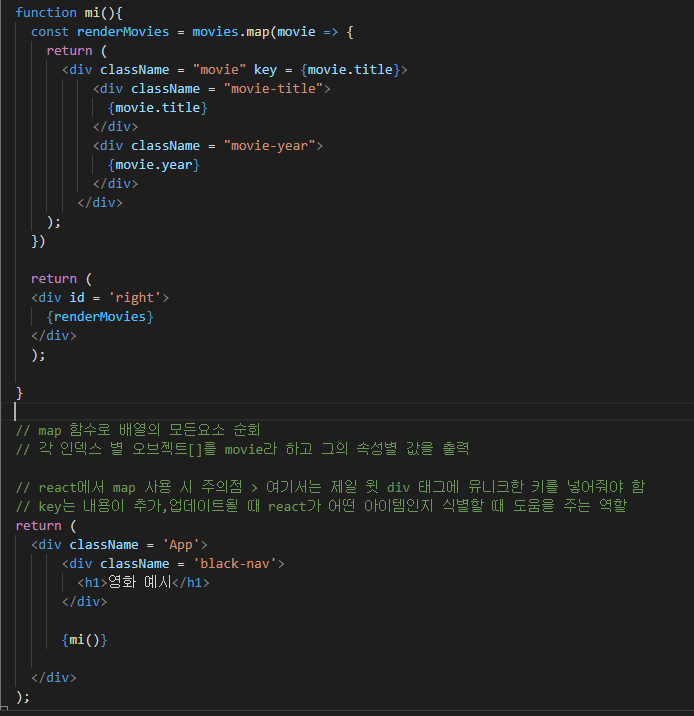 function mi(){
const renderMovies = movies.map(movie => {
return (
<div className = "movie" key = {movie.title}>
<div className = "movie-title">
{movie.title}
</div>
<div className = "movie-year">
{movie.year}
</div>
</div>
);
})
return (
<div id = 'right'>
{renderMovies}
</div>
);
}
// map 함수로 배열의 모든요소 순회
// 각 인덱스 별 오브젝트[]를 movie라 하고 그의 속성별 값을 출력
// react에서 map 사용 시 주의점 > 여기서는 제일 윗 div 태그에 유니크한 키를 넣어줘야 함
// key는 내용이 추가,업데이트될 때 react가 어떤 아이템인지 식별할 때 도움을 주는 역할
return (
<div className = 'App'>
<div className = 'black-nav'>
<h1>영화 예시</h1>
</div>
{mi()}
</div>
);